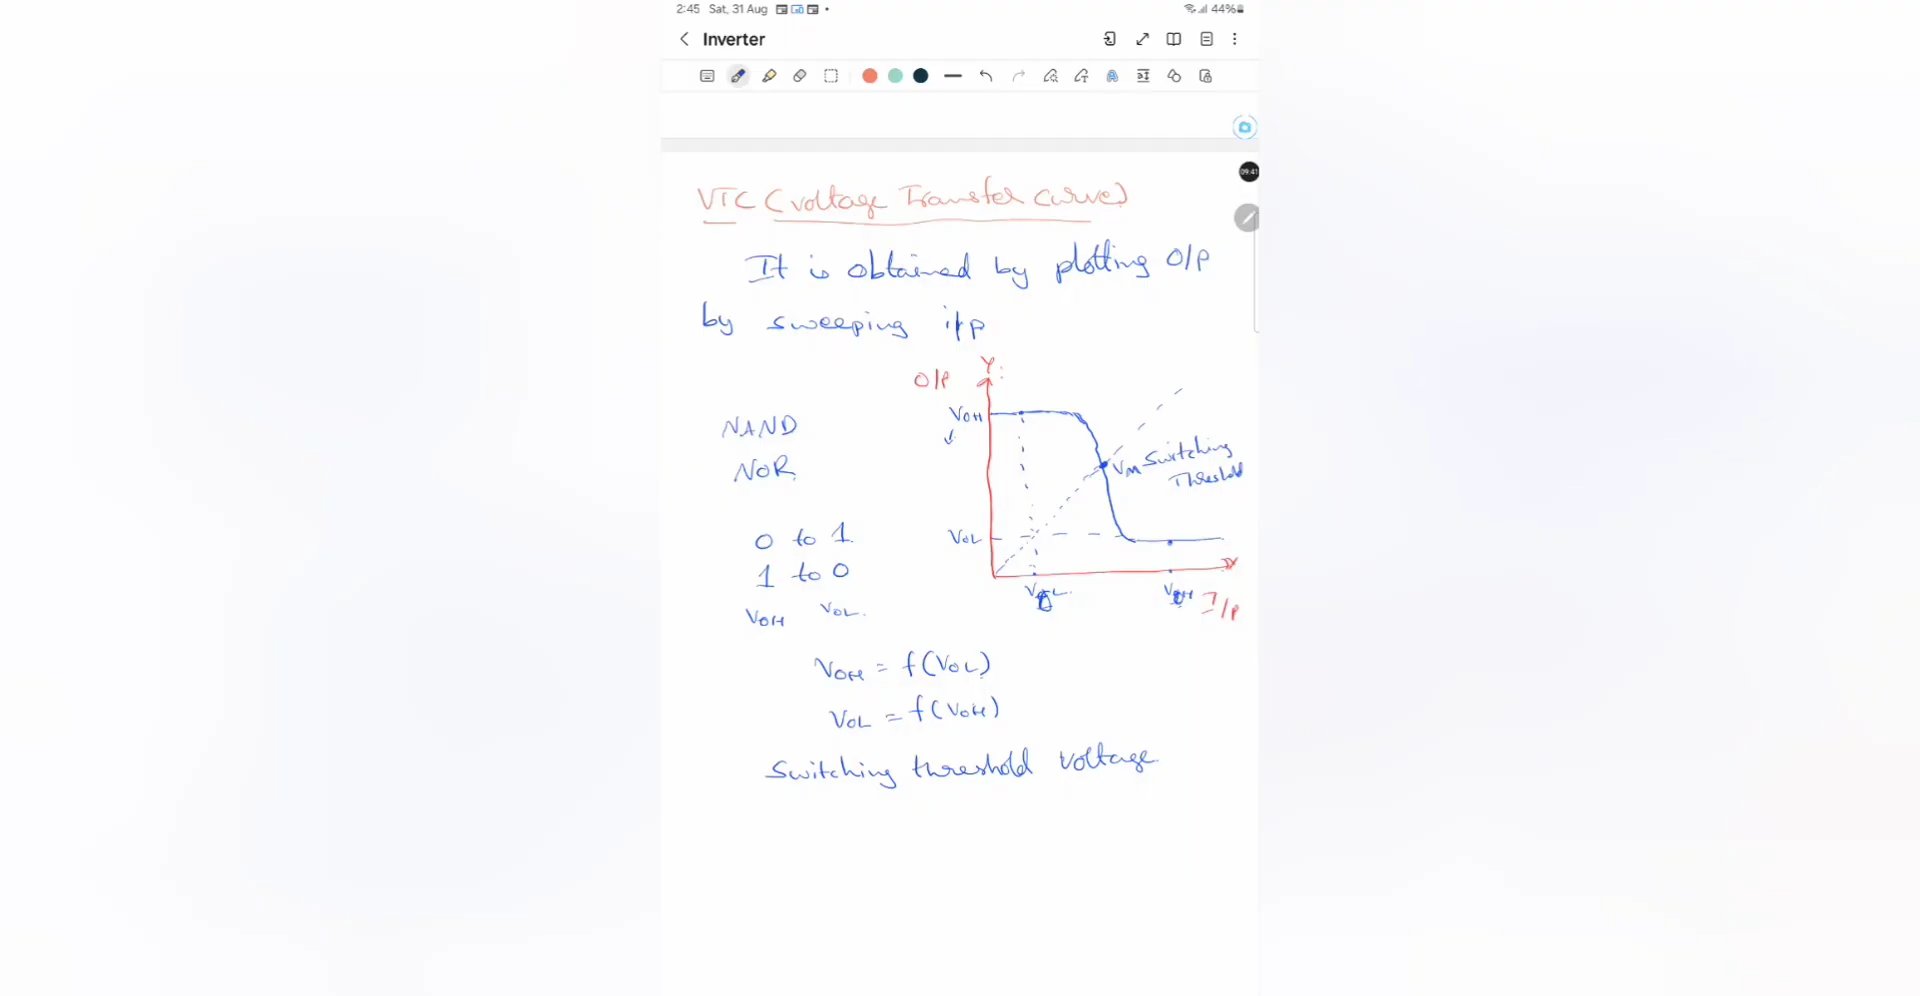 2:45 Sat, 31 Aug
44%
Inverter
09:41
VTC (Voltage Transfer Curve)
It is obtained by plotting O/P
by sweeping i/p
O/P Y
VOH
NAND
NOR
VM Switching
Threshold
VOL
0 to 1
1 to 0
VOH VOL
X
I/P
VOH = f(VOL)
VOL = f(VOH)
Switching threshold voltage